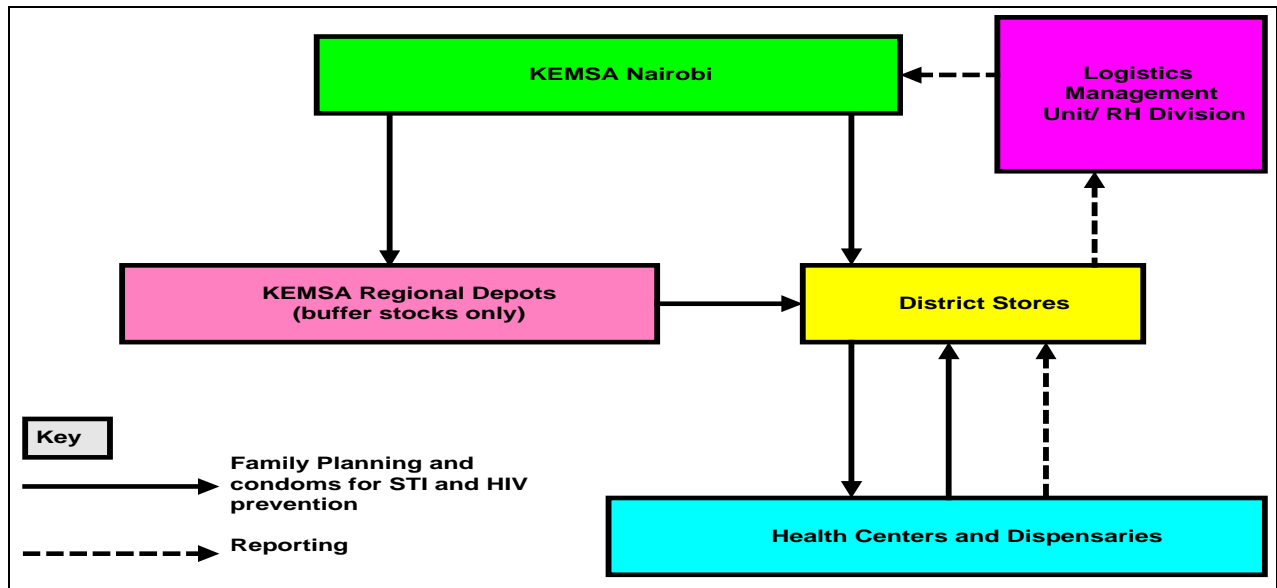 KEMSA Nairobi
Logistics
Management
Unit/ RH Division
KEMSA Regional Depots
(buffer stocks only)
District Stores
Key
Family Planning and
condoms for STI and HIV
prevention
Reporting
Health Centers and Dispensaries